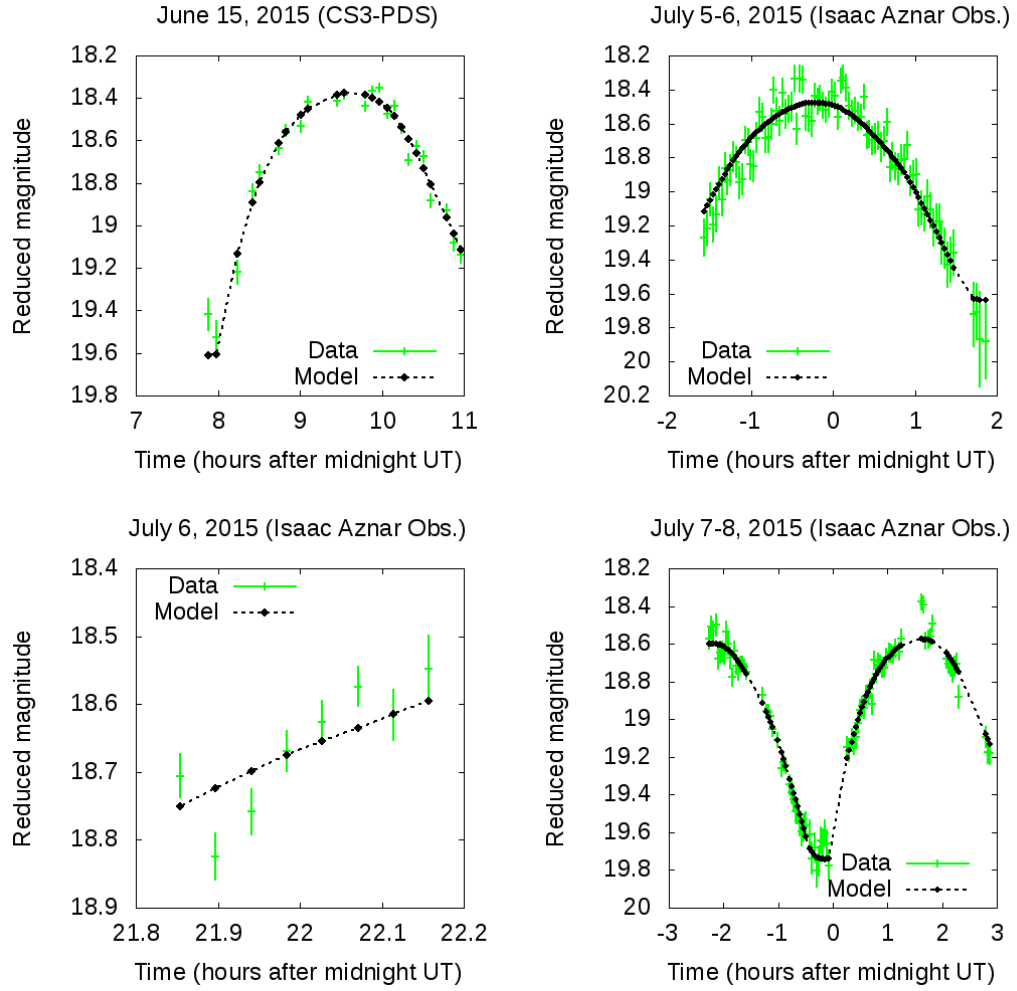 June 15, 2015 (CS3-PDS)
Reduced magnitude
18.2
18.4
18.6
18.8
19
19.2
19.4
19.6
19.8
Data
Model
7 8 9 10 11
Time (hours after midnight UT)
July 5-6, 2015 (Isaac Aznar Obs.)
Reduced magnitude
18.2
18.4
18.6
18.8
19
19.2
19.4
19.6
19.8
20
20.2
Data
Model
-2 -1 0 1 2
Time (hours after midnight UT)
July 6, 2015 (Isaac Aznar Obs.)
Reduced magnitude
18.4
18.5
18.6
18.7
18.8
18.9
Data
Model
21.8 21.9 22 22.1 22.2
Time (hours after midnight UT)
July 7-8, 2015 (Isaac Aznar Obs.)
Reduced magnitude
18.2
18.4
18.6
18.8
19
19.2
19.4
19.6
19.8
20
Data
Model
-3 -2 -1 0 1 2 3
Time (hours after midnight UT)